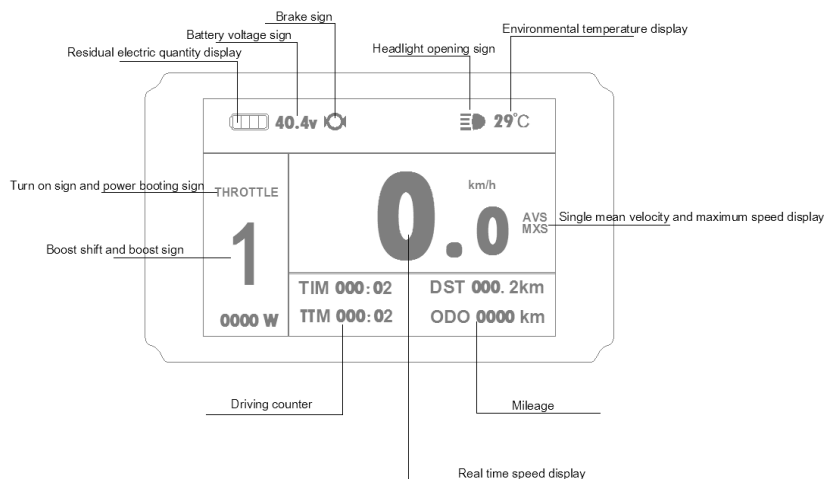 Brake sign
Battery voltage sign
Residual electric quantity display
Headlight opening sign
Environmental temperature display
40.4v
29°C
Turn on sign and power booting sign
THROTTLE
km/h
0.0
AVS
MXS
Single mean velocity and maximum speed display
Boost shift and boost sign
1
TIM 000:02
DST 000.2km
0000 W
TTM 000:02
ODO 0000 km
Driving counter
Mileage
Real time speed display